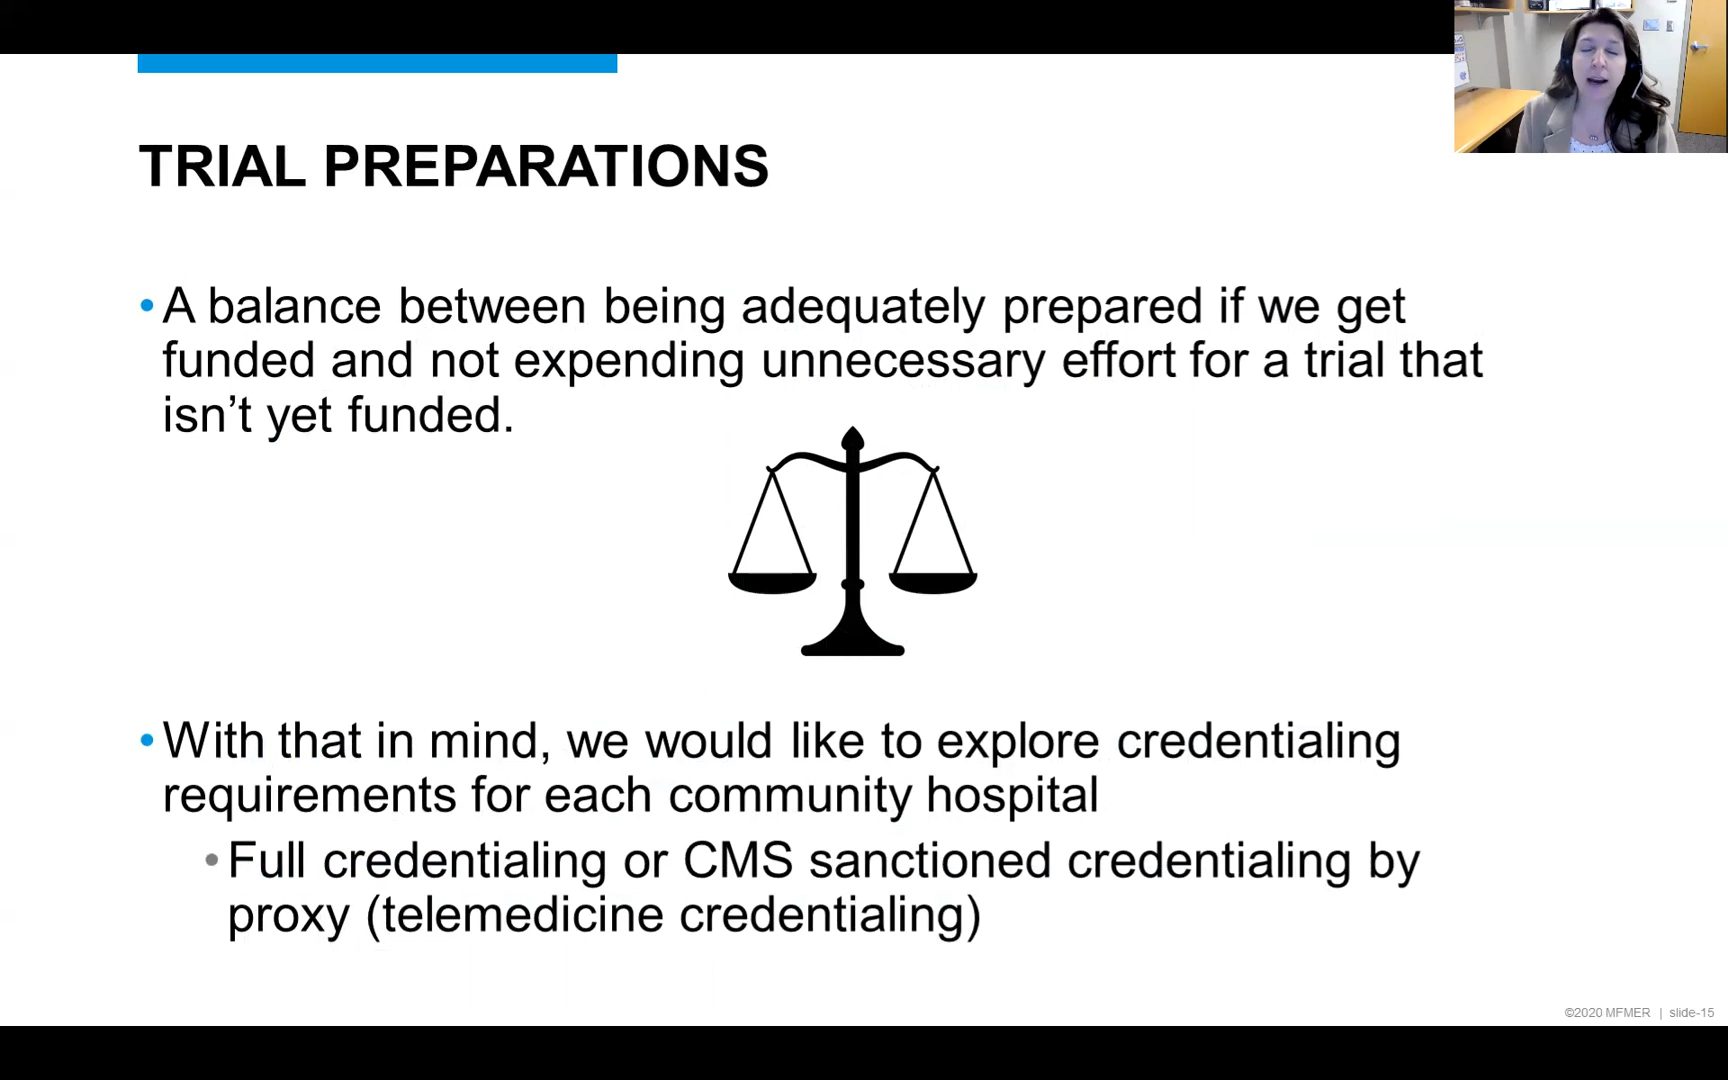 TRIAL PREPARATIONS
•A balance between being adequately prepared if we get
funded and not expending unnecessary effort for a trial that
isn’t yet funded.
•With that in mind, we would like to explore credentialing
requirements for each community hospital
•Full credentialing or CMS sanctioned credentialing by
proxy (telemedicine credentialing)
©2020 MFMER | slide-15